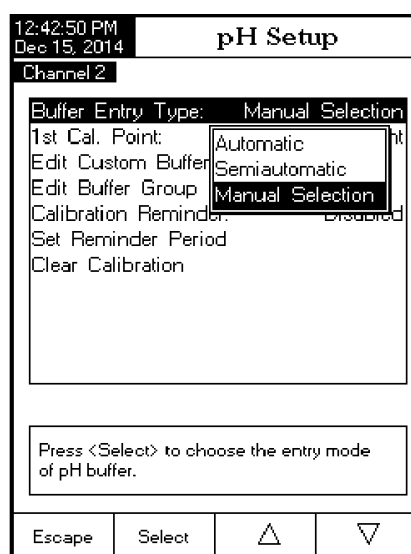 12:42:50 PM
Dec 15, 2014
pH Setup
Channel 2
Buffer Entry Type: Manual Selection
1st Cal. Point:
Automatic
Semiautomatic
Manual Selection
Edit Custom Buffer
Edit Buffer Group
Calibration Reminder: Disabled
Set Reminder Period
Clear Calibration
Press <Select> to choose the entry mode
of pH buffer.
Escape Select